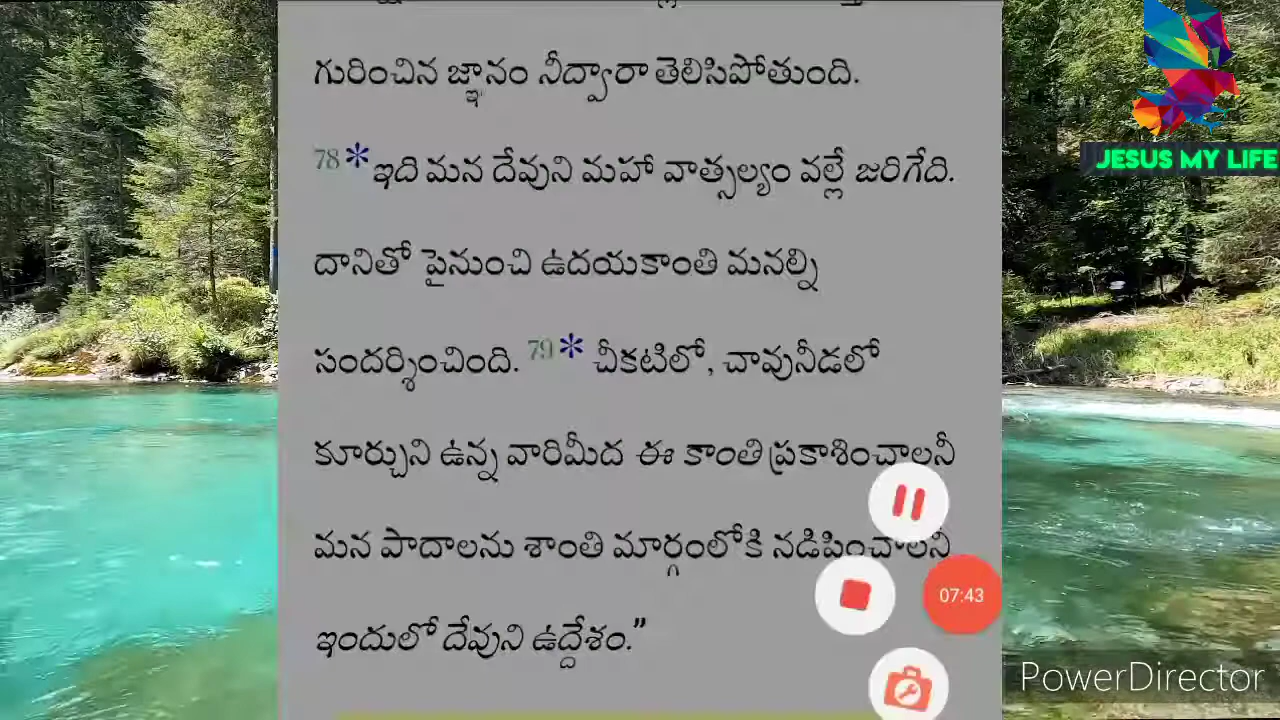 గురించిన జ్ఞానం నీద్వారా తెలిసిపోతుంది.
78 * ఇది మన దేవుని మహా వాత్సల్యం వల్లే జరిగేది.
దానితో పైనుంచి ఉదయకాంతి మనల్ని
సందర్శించింది. 79 * చీకటిలో, చావునీడలో
కూర్చుని ఉన్న వారిమీద ఈ కాంతి ప్రకాశించాలనీ
మన పాదాలను శాంతి మార్గంలోకి నడిపించాలనీ
ఇందులో దేవుని ఉద్దేశం.”
JESUS MY LIFE
07:43
PowerDirector